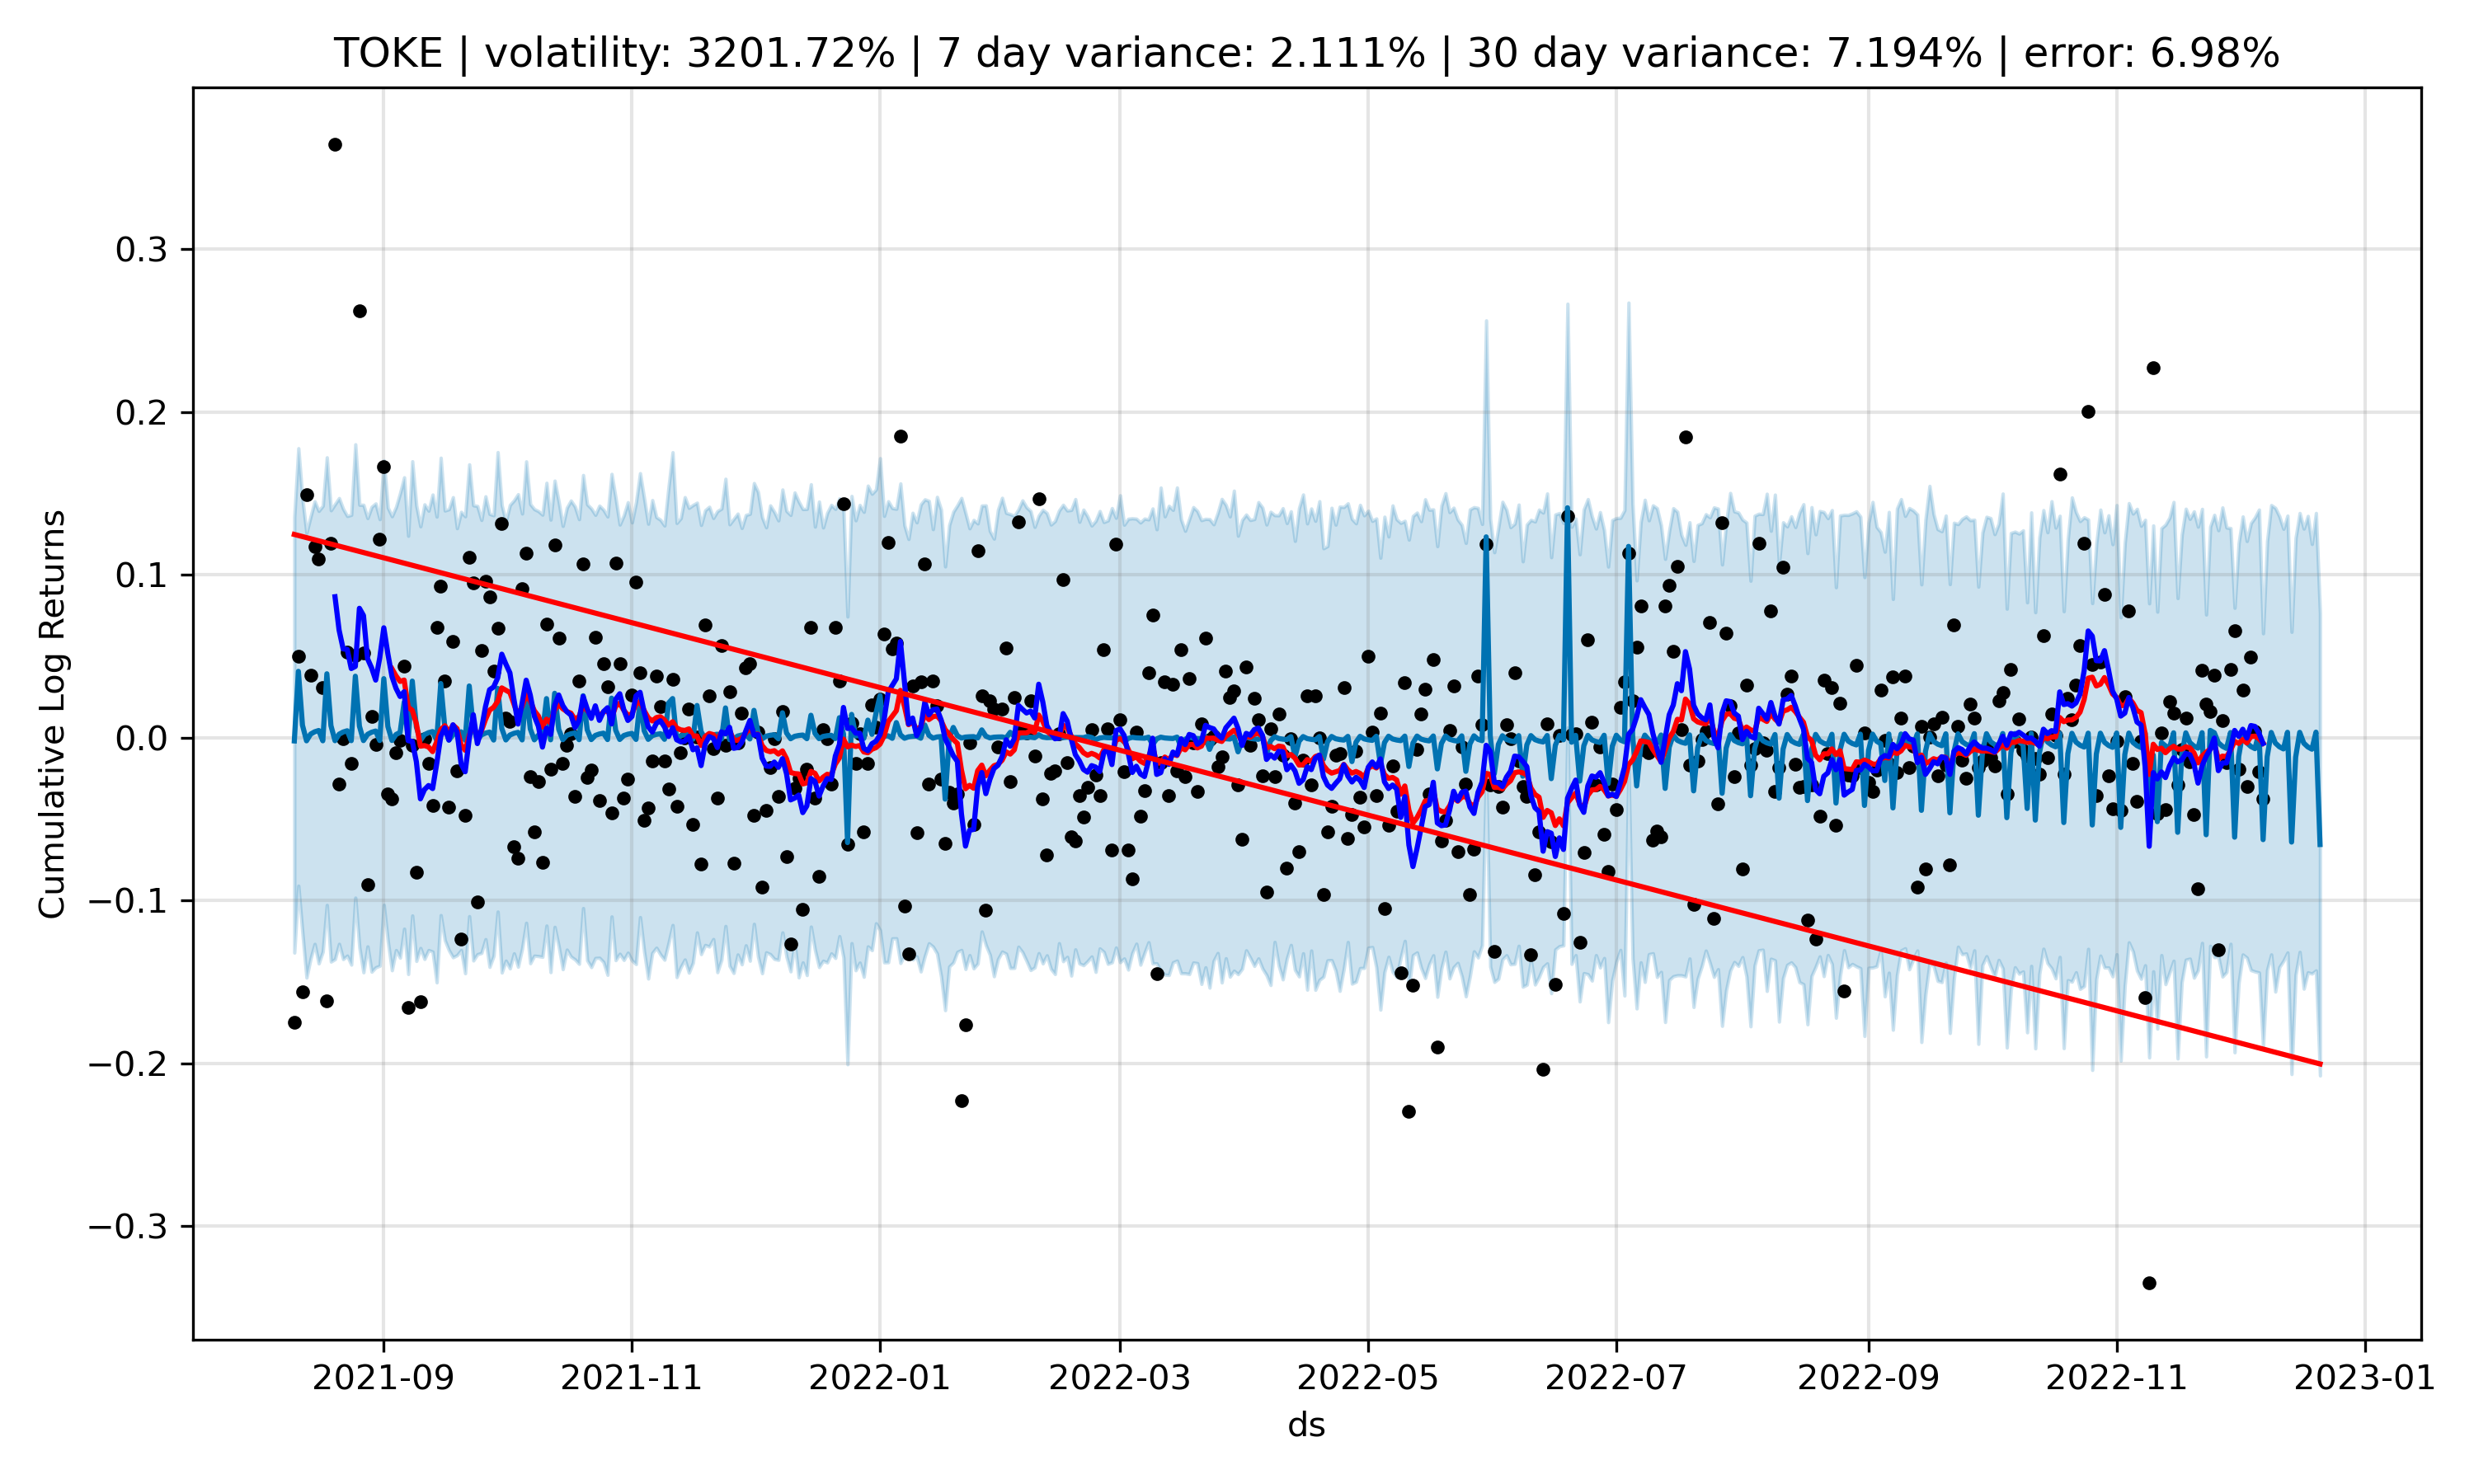 TOKE | volatility: 3201.72% | 7 day variance: 2.111% | 30 day variance: 7.194% | error: 6.98%
Cumulative Log Returns
0.3
0.2
0.1
0.0
−0.1
−0.2
−0.3
2021-09 2021-11 2022-01 2022-03 2022-05 2022-07 2022-09 2022-11 2023-01
ds